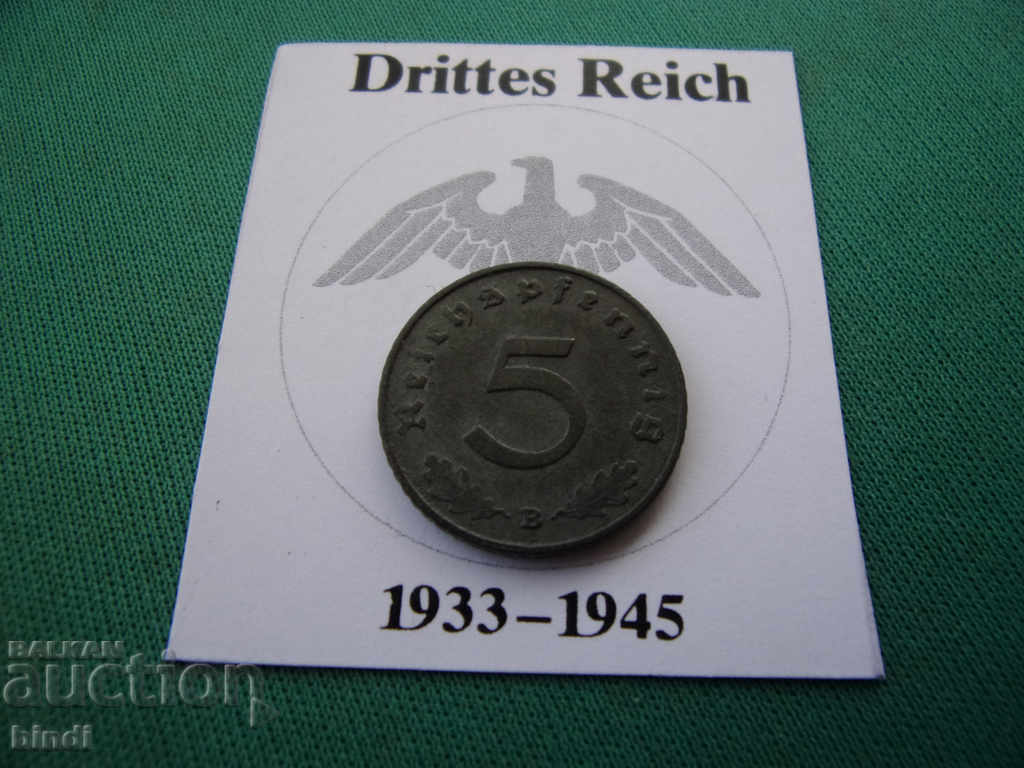 Drittes Reich
Reichspfennig
5
B
1933–1945
BALKAN
auction
bindi